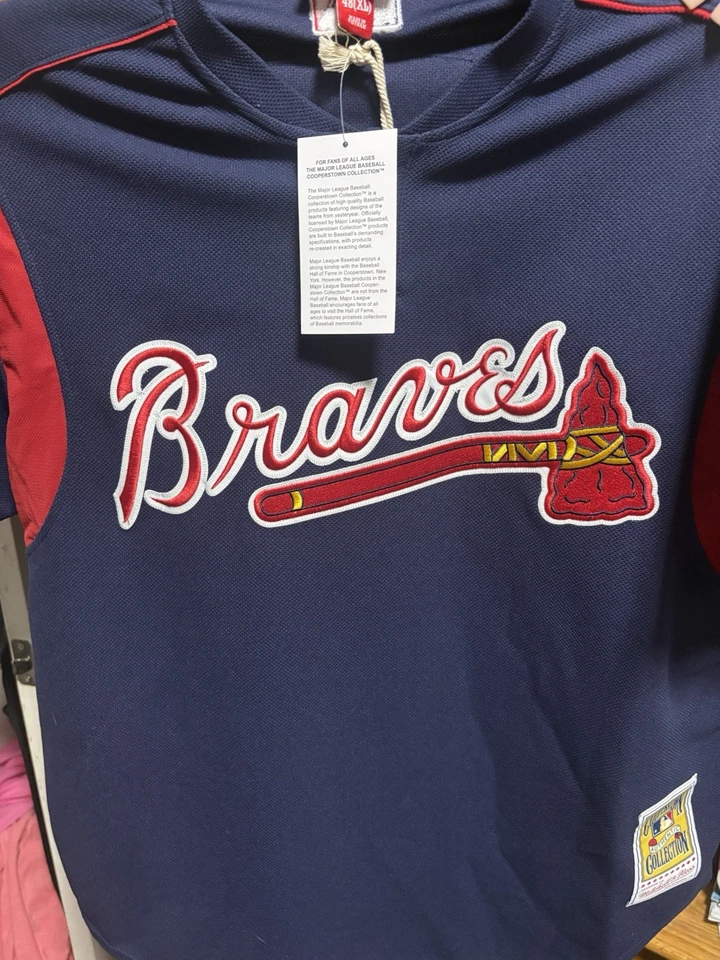 48(XL)
FOR FANS OF ALL AGES
THE MAJOR LEAGUE BASEBALL
COOPERSTOWN COLLECTION™
The Major League Baseball
Cooperstown Collection™ is a
collection of high quality Baseball
products featuring designs of the
teams from yesteryear. Officially
licensed by Major League Baseball,
Cooperstown Collection™ products
are built to Baseball's demanding
specifications, with products
re-created in exacting detail.
Major League Baseball enjoys a
strong kinship with the Baseball
Hall of Fame in Cooperstown, New
York. However, the products in the
Major League Baseball Cooper-
stown Collection™ are not from the
Hall of Fame. Major League
Baseball encourages fans of all
ages to visit the Hall of Fame,
which features priceless collections
of Baseball memorabilia.
Braves
COLLECTION